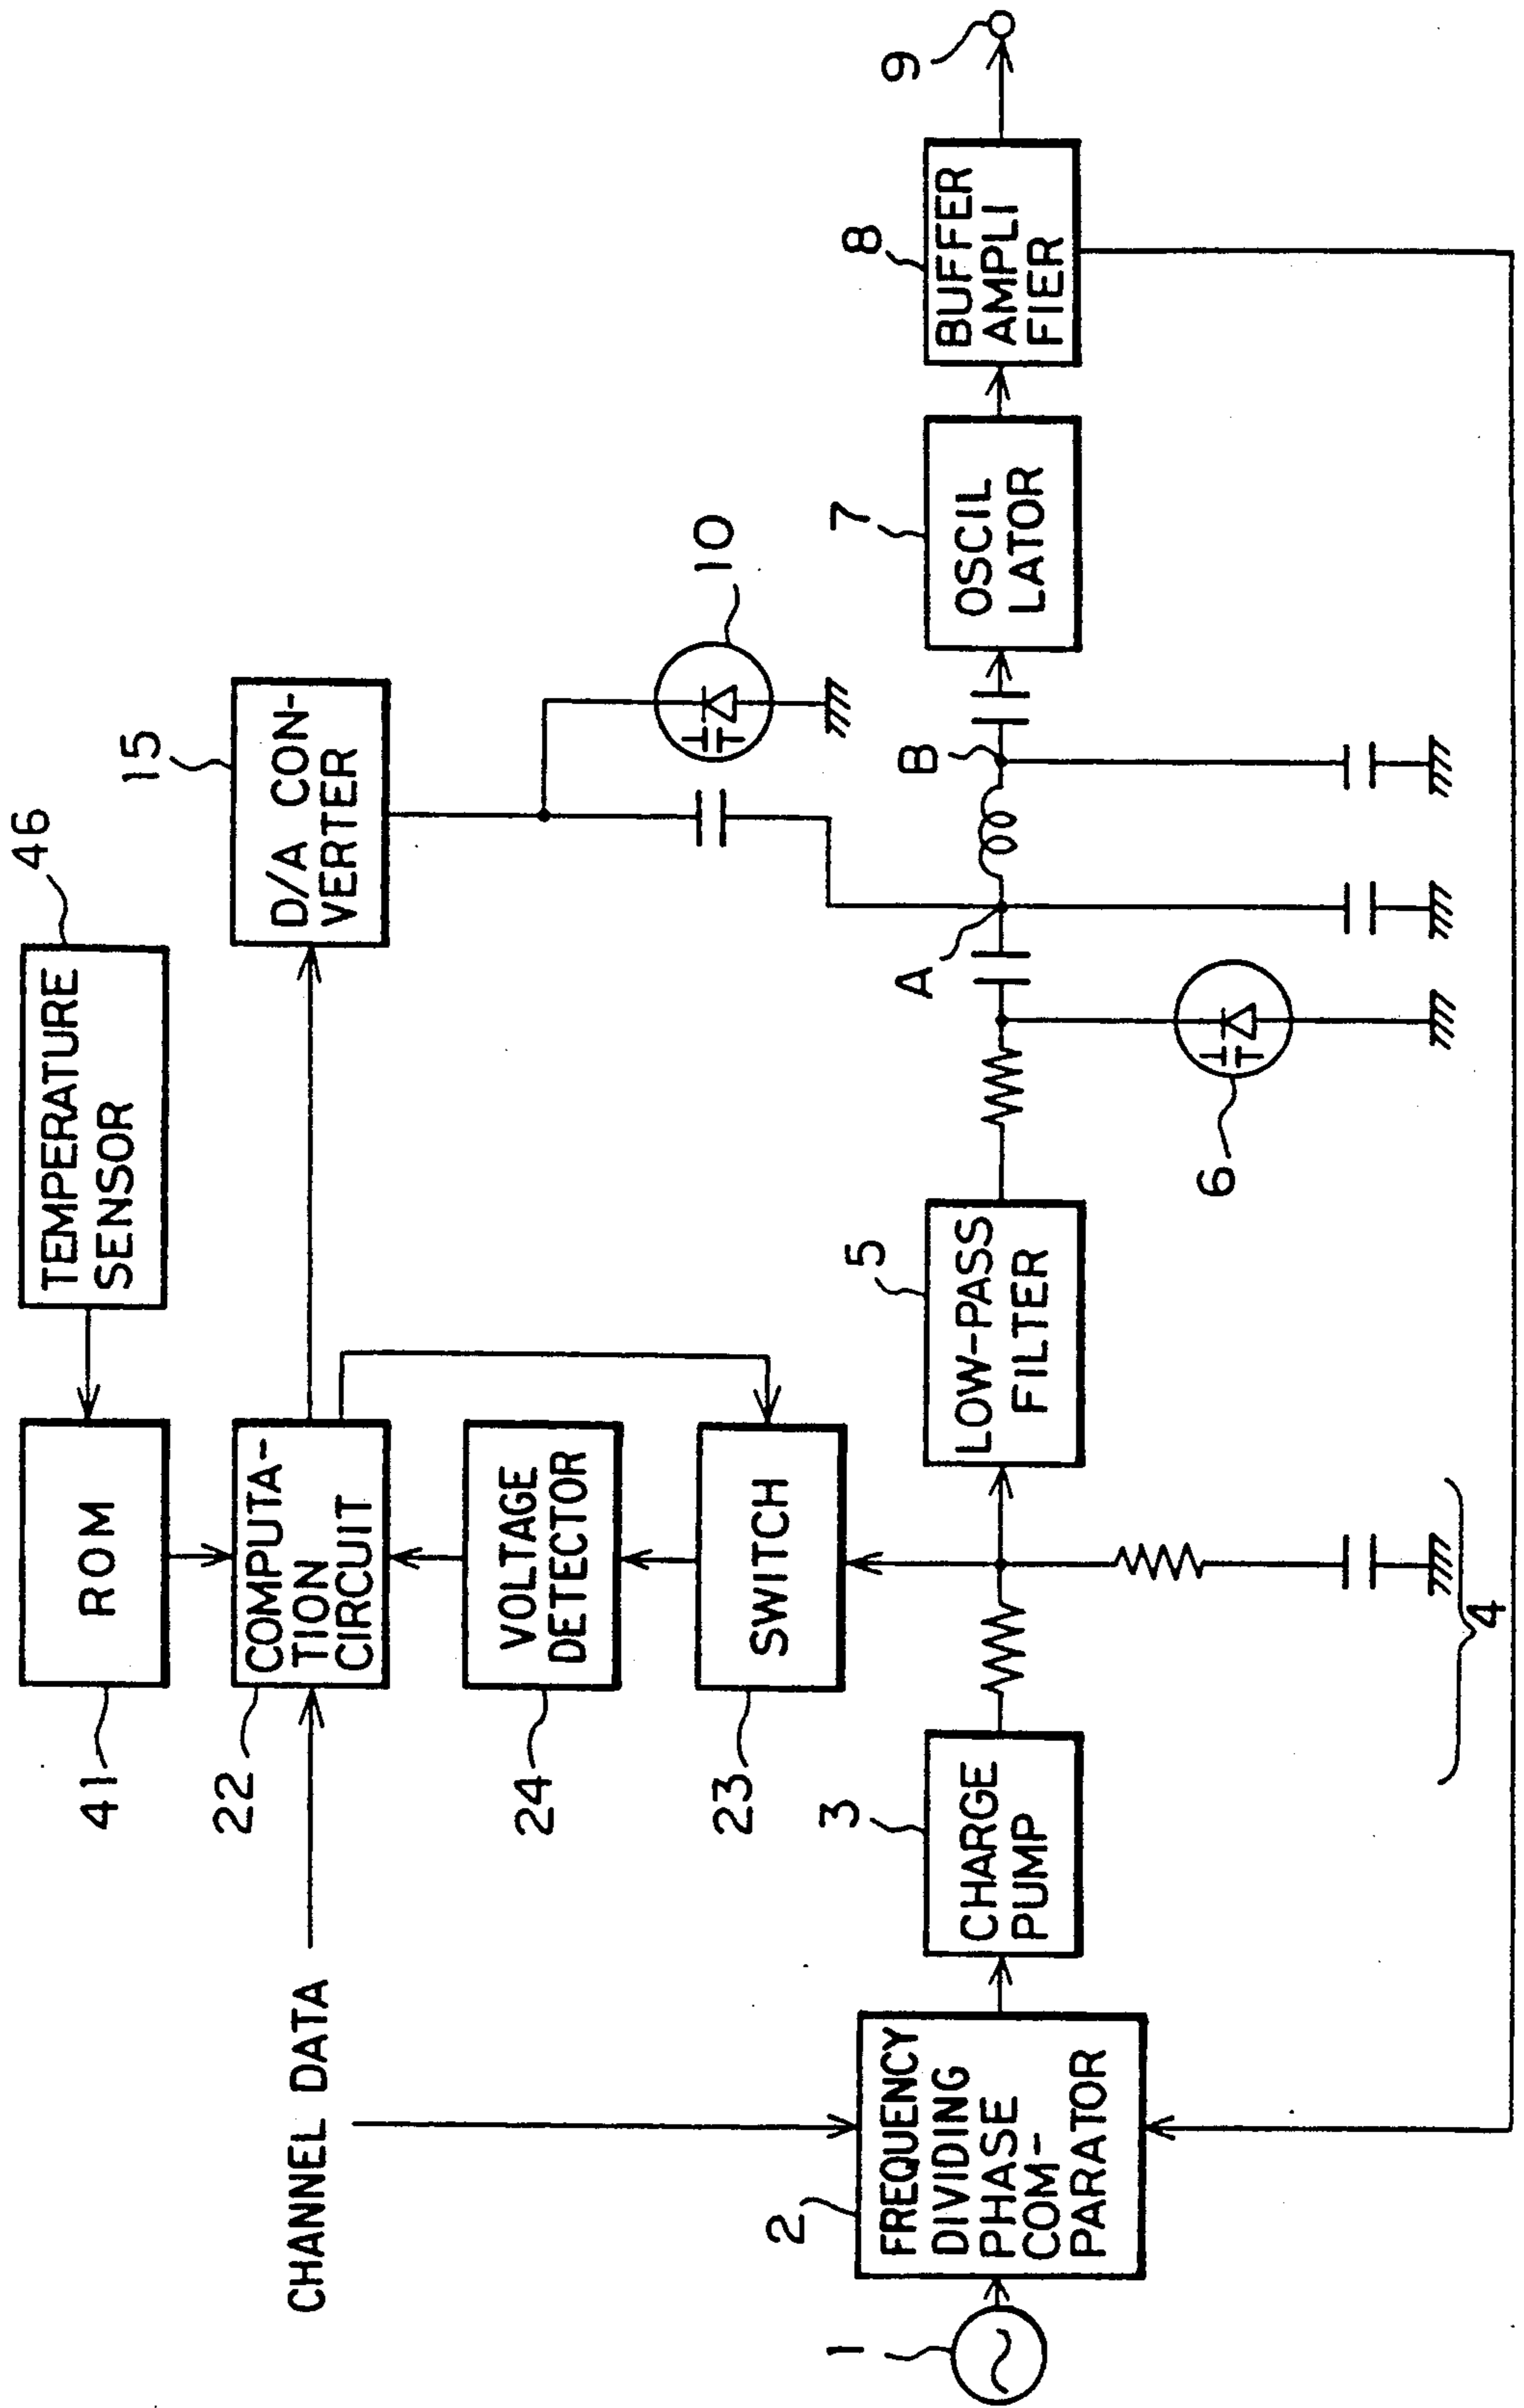 46
TEMPERATURE
SENSOR
15
D/A CON-
VERTER
41
ROM
22
COMPUTA-
TION
CIRCUIT
24
VOLTAGE
DETECTOR
23
SWITCH
10
CHANNEL DATA
1
2
FREQUENCY
DIVIDING
PHASE
COM-
PARATOR
3
CHARGE
PUMP
4
5
LOW-PASS
FILTER
6
A
B
7
OSCIL
LATOR
8
BUFFER
AMPLI
FIER
9